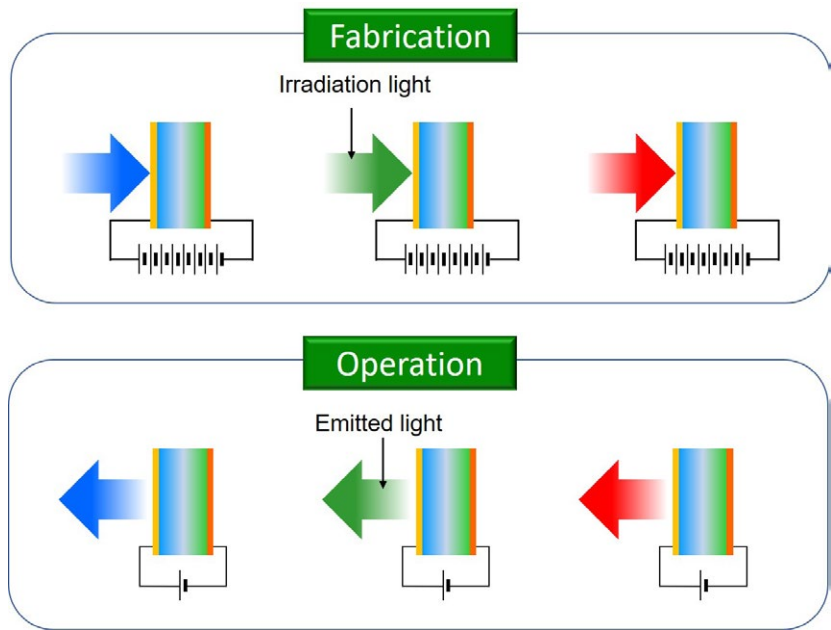 Fabrication
Irradiation light
Operation
Emitted light